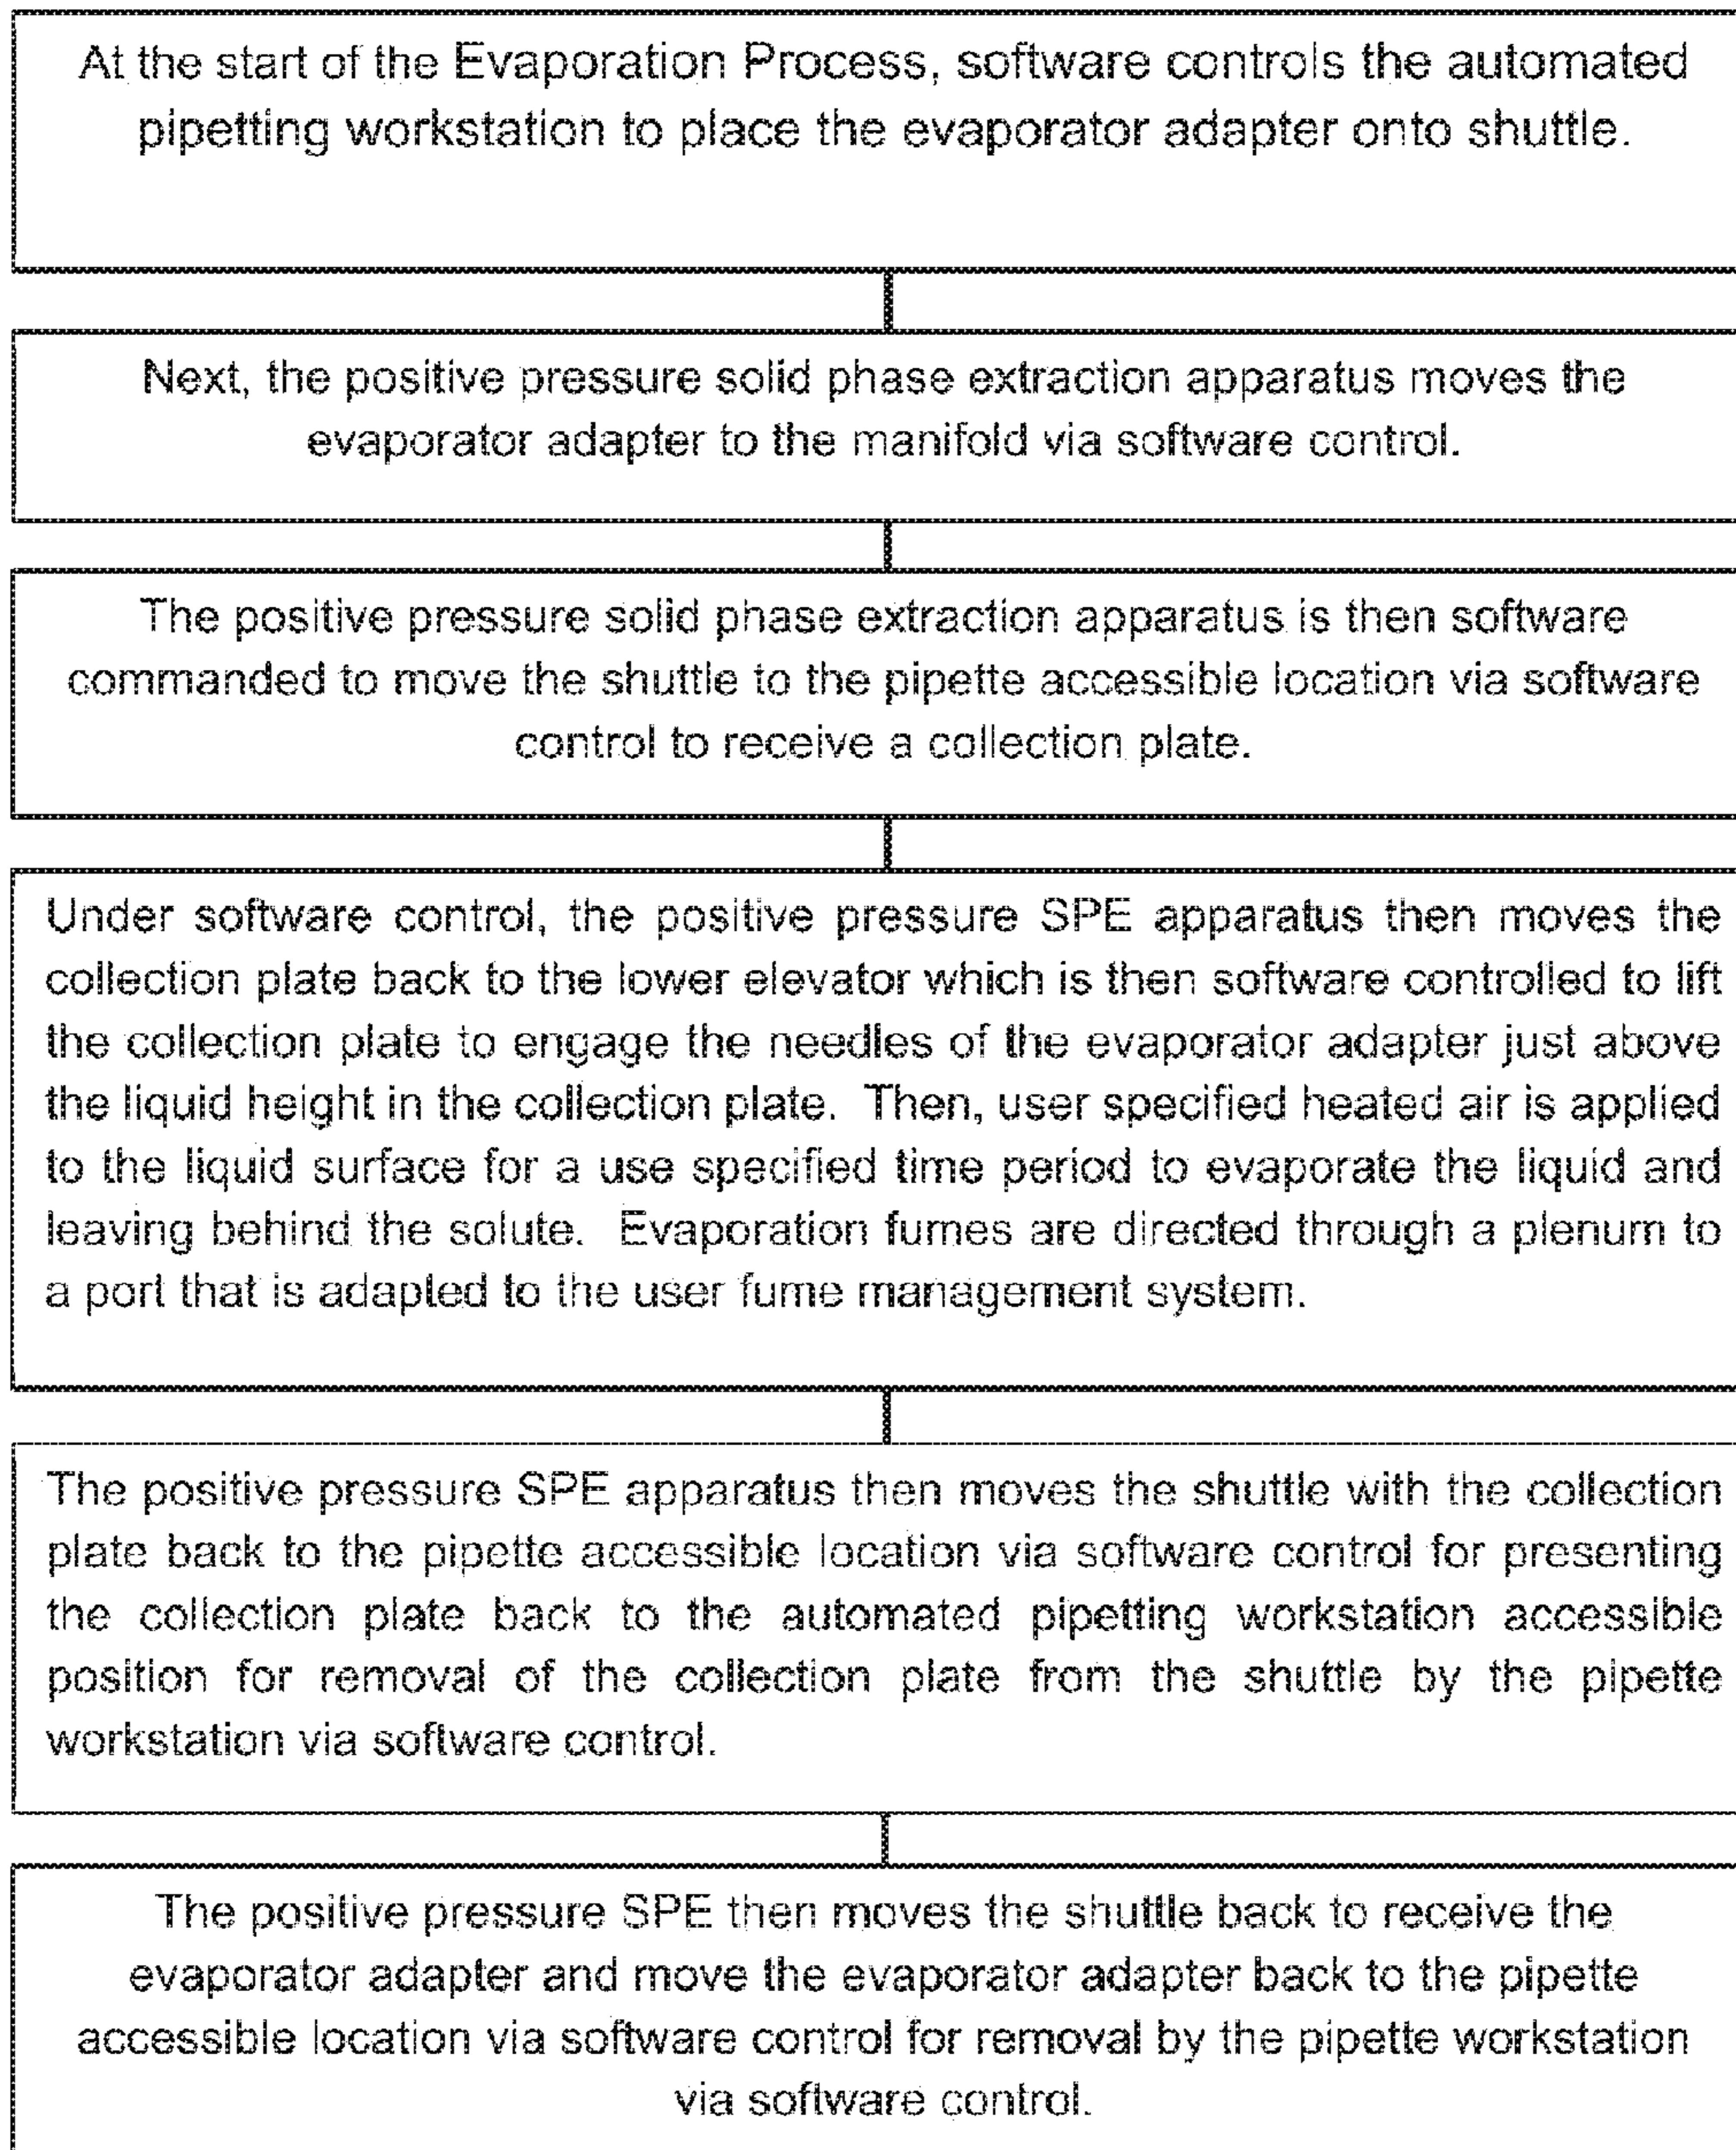 At the start of the Evaporation Process, software controls the automated
pipetting workstation to place the evaporator adapter onto shuttle.
Next, the positive pressure solid phase extraction apparatus moves the
evaporator adapter to the manifold via software control.
The positive pressure solid phase extraction apparatus is then software
commanded to move the shuttle to the pipette accessible location via software
control to receive a collection plate.
Under software control, the positive pressure SPE apparatus then moves the
collection plate back to the lower elevator which is then software controlled to lift
the collection plate to engage the needles of the evaporator adapter just above
the liquid height in the collection plate. Then, user specified heated air is applied
to the liquid surface for a use specified time period to evaporate the liquid and
leaving behind the solute. Evaporation fumes are directed through a plenum to
a port that is adapted to the user fume management system.
The positive pressure SPE apparatus then moves the shuttle with the collection
plate back to the pipette accessible location via software control for presenting
the collection plate back to the automated pipetting workstation accessible
position for removal of the collection plate from the shuttle by the pipette
workstation via software control.
The positive pressure SPE then moves the shuttle back to receive the
evaporator adapter and move the evaporator adapter back to the pipette
accessible location via software control for removal by the pipette workstation
via software control.